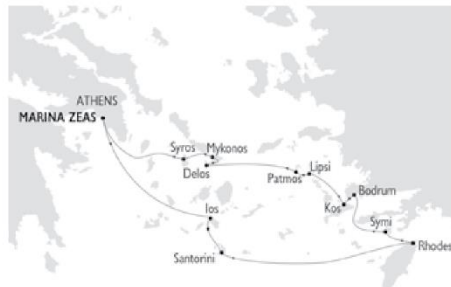 ATHENS
MARINA ZEAS
Syros
Mykonos
Delos
Patmos
Lipsi
Bodrum
Kos
Ios
Symi
Santorini
Rhodes